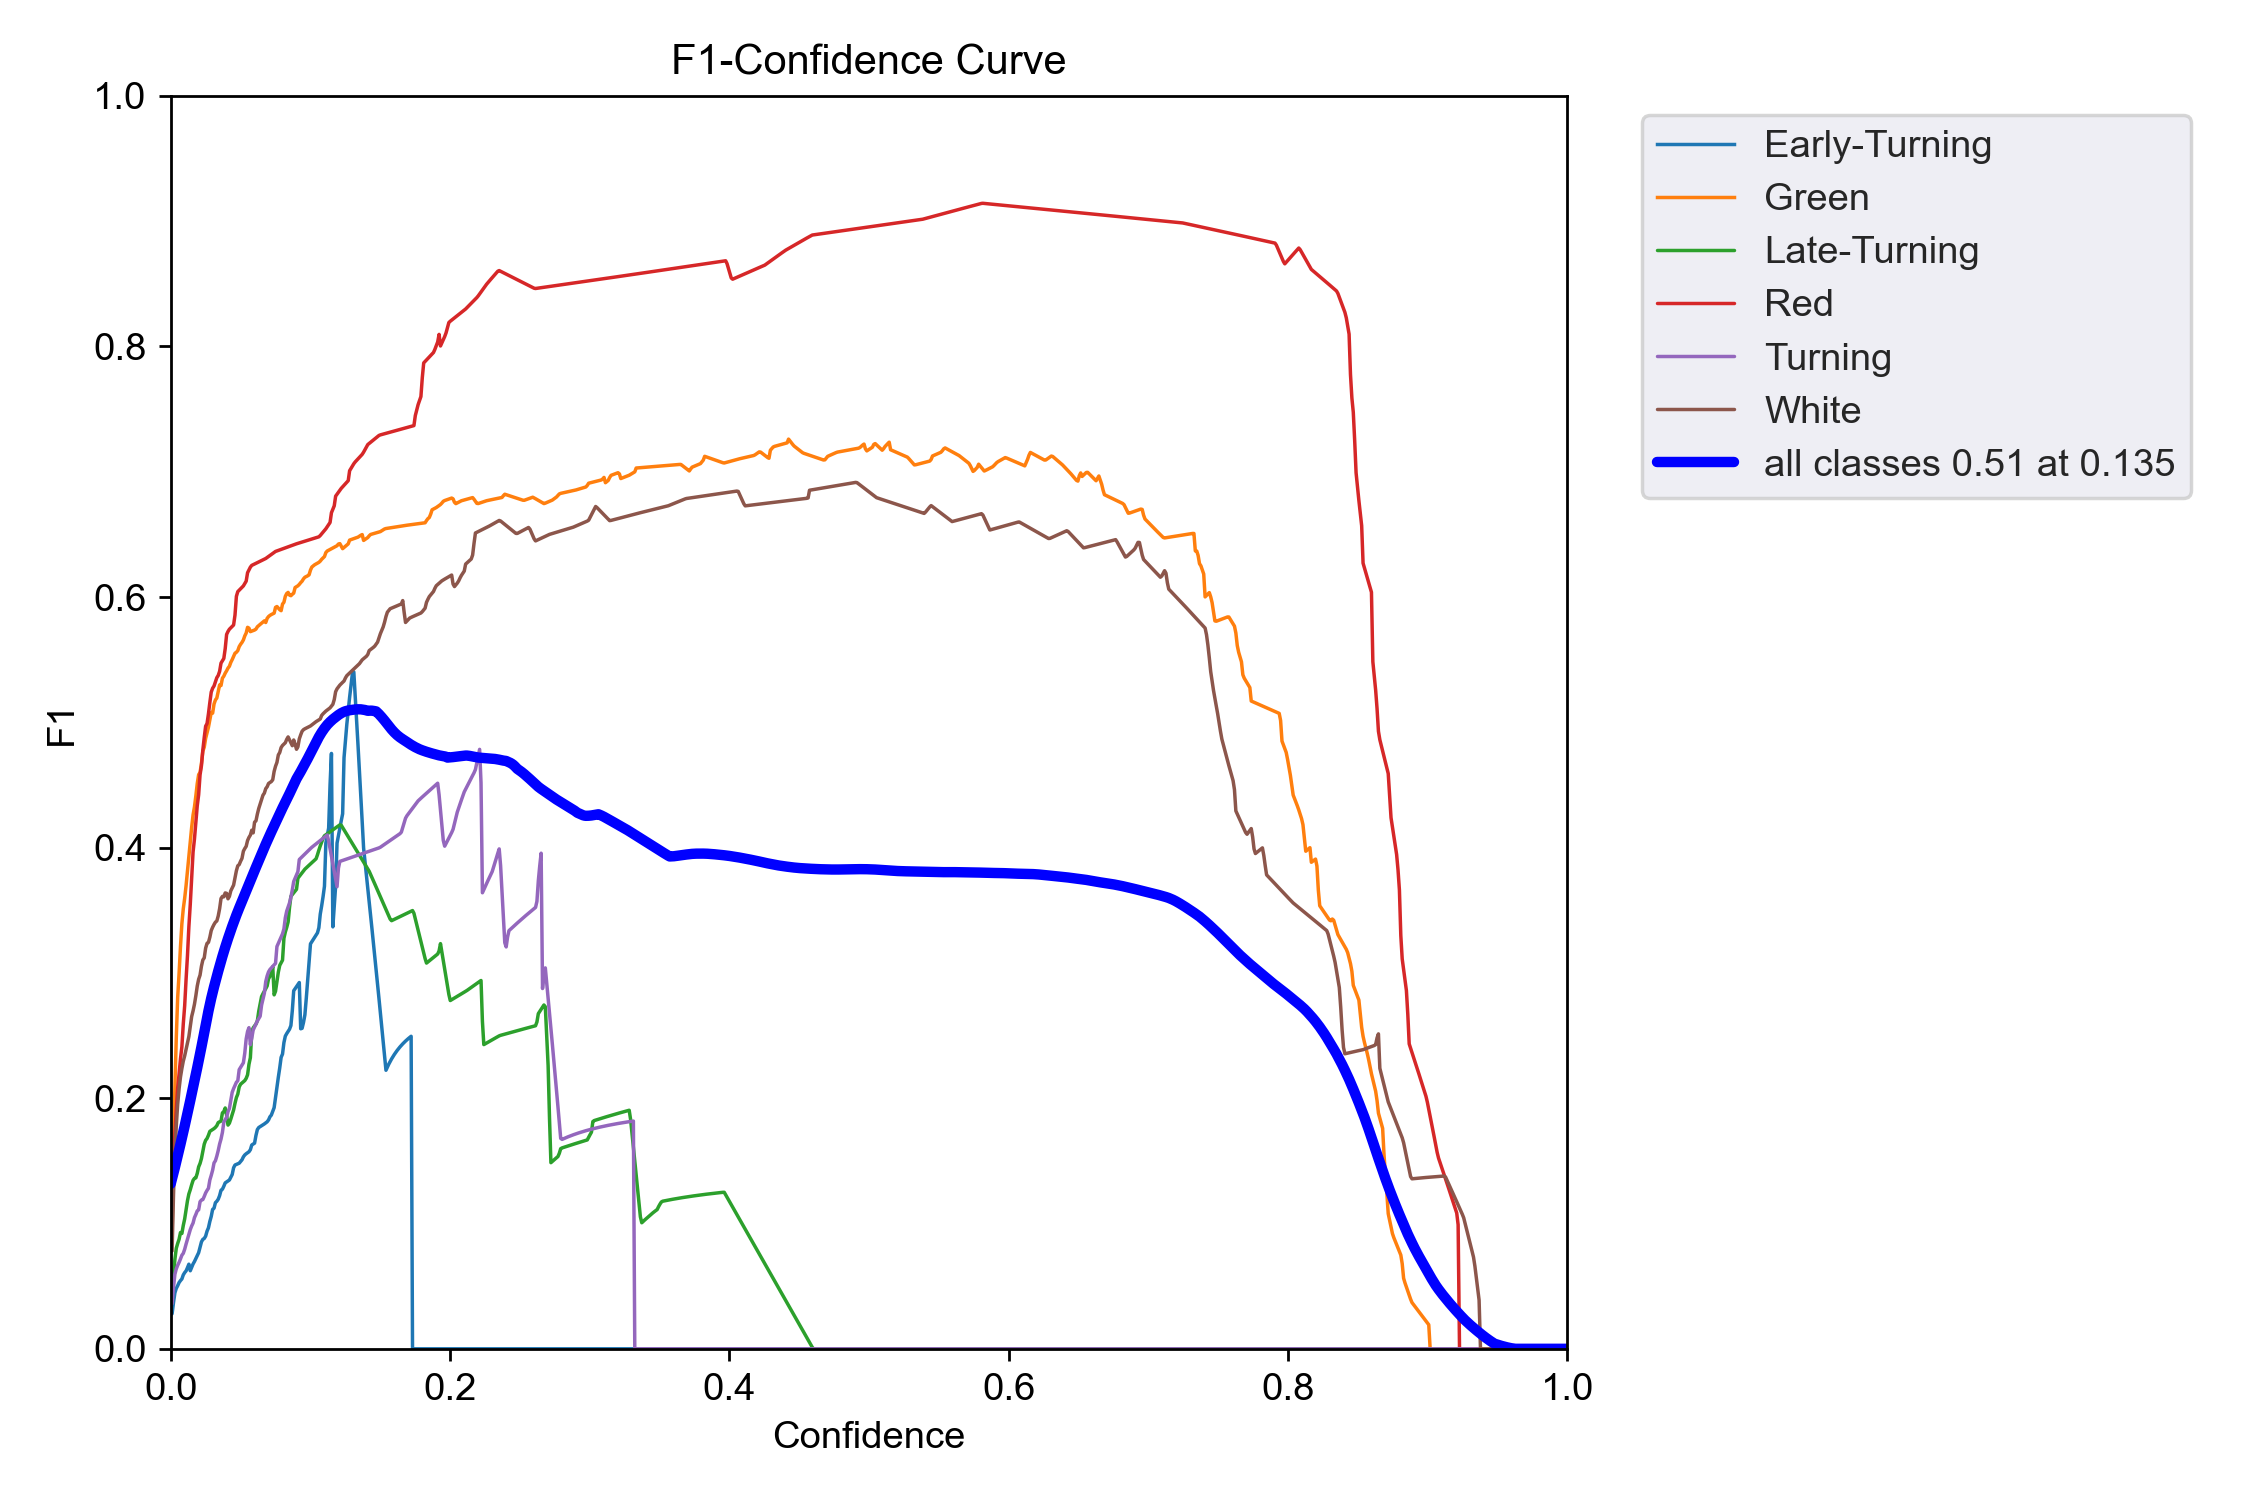 F1-Confidence Curve
1.0
0.8
0.6
0.4
0.2
0.0
F1
0.0 0.2 0.4 0.6 0.8 1.0
Confidence
Early-Turning
Green
Late-Turning
Red
Turning
White
all classes 0.51 at 0.135